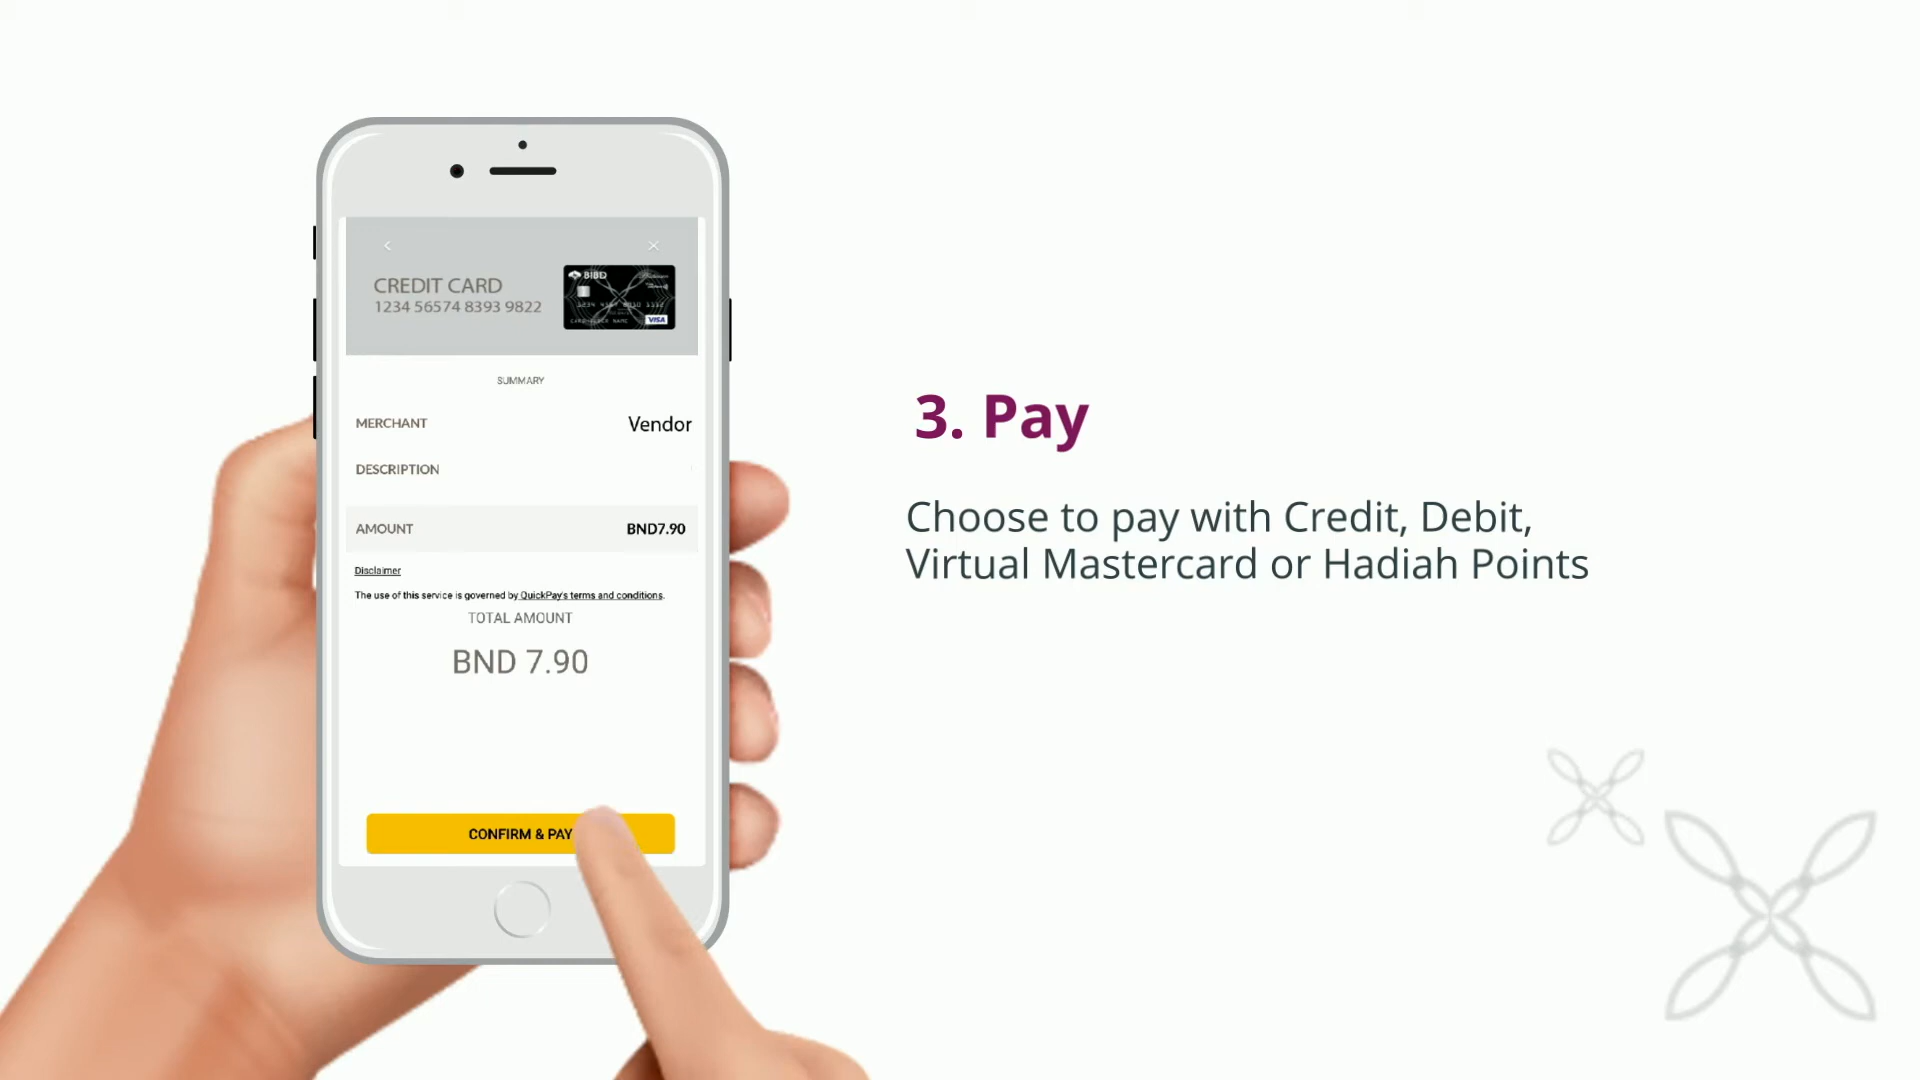 CREDIT CARD
1234 56574 8393 9822
BIBD
VISA
SUMMARY
MERCHANT Vendor
DESCRIPTION
AMOUNT BND7.90
Disclaimer
The use of this service is governed by QuickPay's terms and conditions.
TOTAL AMOUNT
BND 7.90
CONFIRM & PAY
3. Pay
Choose to pay with Credit, Debit,
Virtual Mastercard or Hadiah Points